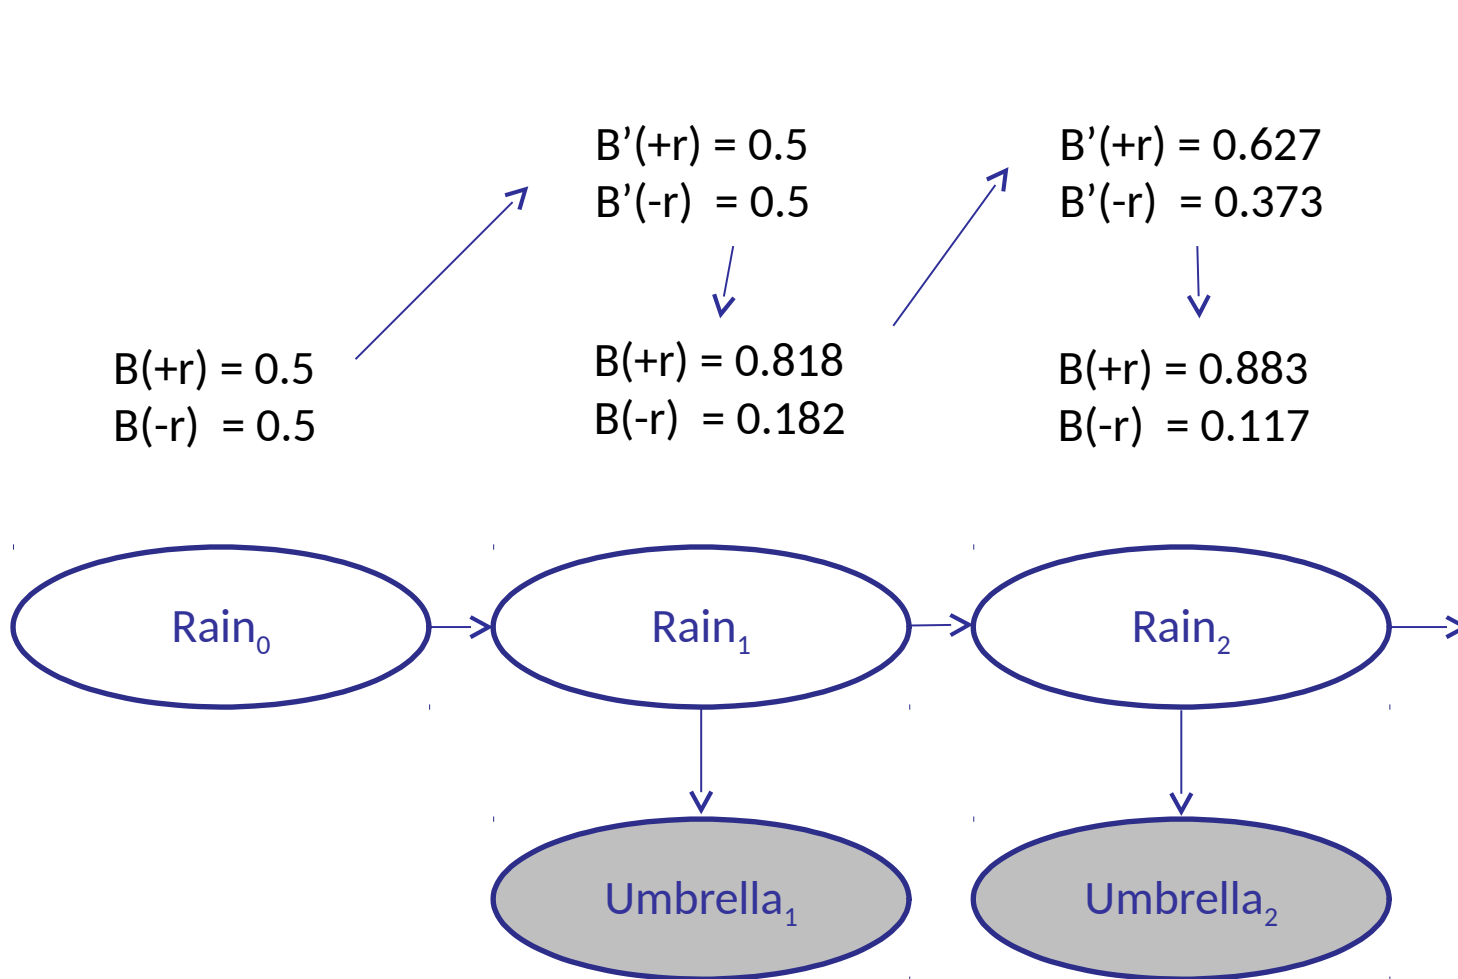 B’(+r) = 0.5
B’(-r)  = 0.5
B’(+r) = 0.627
B’(-r)  = 0.373
B(+r) = 0.5
B(-r)  = 0.5
B(+r) = 0.818
B(-r)  = 0.182
B(+r) = 0.883
B(-r)  = 0.117
Rain₀
Rain₁
Rain₂
Umbrella₁
Umbrella₂